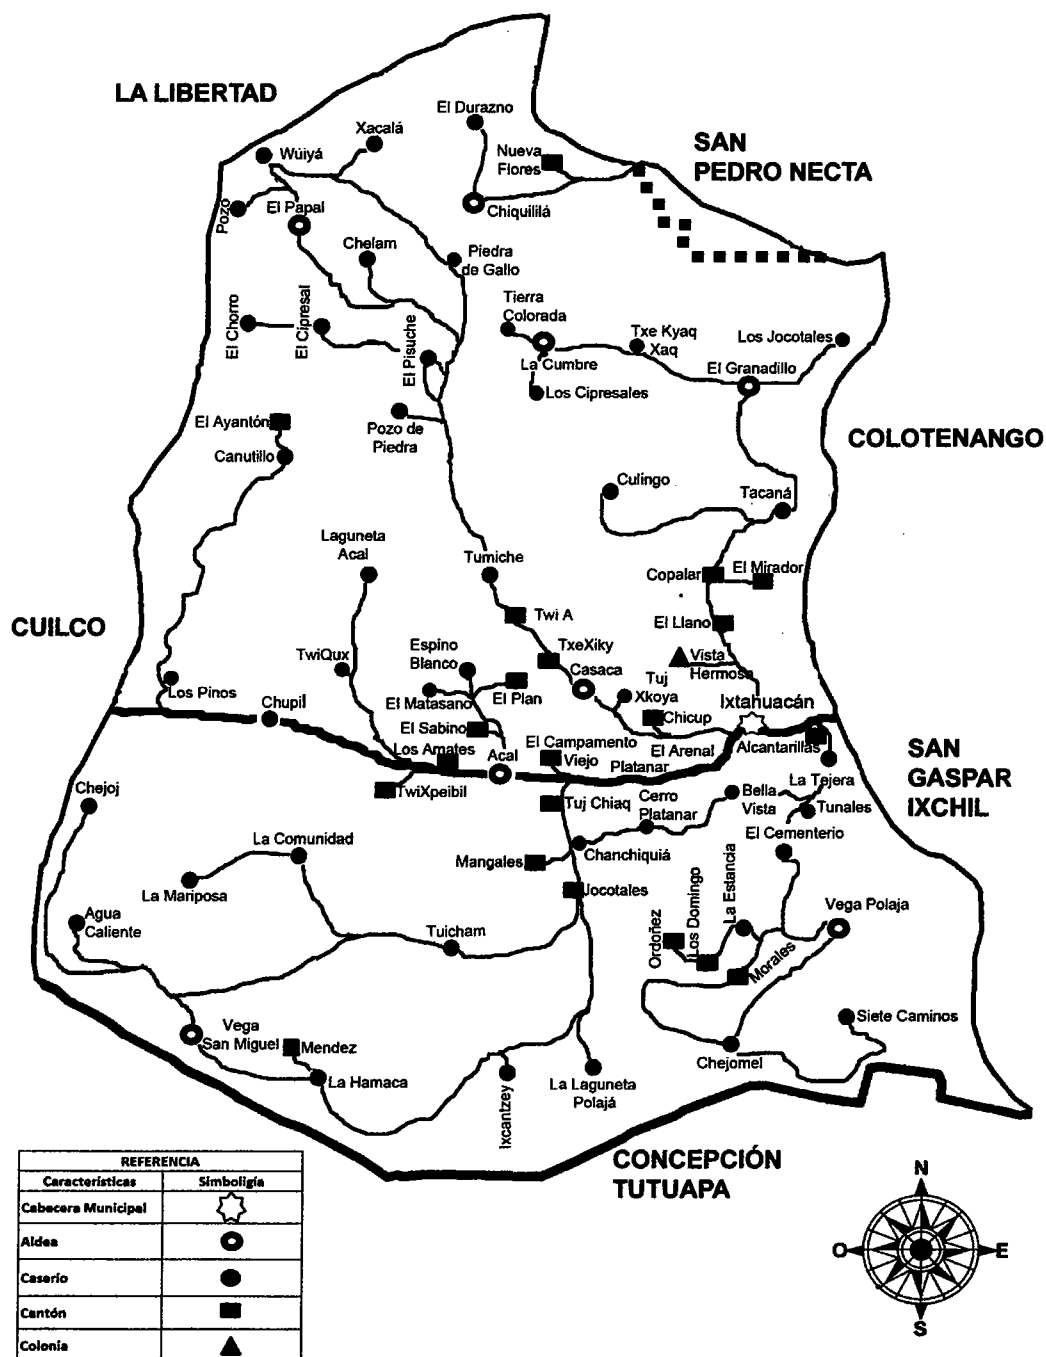 LA LIBERTAD
El Durazno
Xacalá
SAN
PEDRO NECTA
Wúiyá
Nueva
Flores
Pozo
El Papal
Chiquililá
Chelam
Piedra
de Gallo
El Chorro
El Cipresal
El Pisuche
Tierra
Colorada
Txe Kyaq
Xaq
Los Jocotales
La Cumbre
El Granadillo
Los Cipresales
El Ayantón
Pozo de
Piedra
COLOTENANGO
Canutillo
Culingo
Tacaná
Laguneta
Acal
Tumiche
Copalar
El Mirador
CUILCO
Twi A
El Llano
Espino
Blanco
TxeXiky
Casaca
Vista
Hermosa
TwiQux
Tuj
Xkoya
Los Pinos
El Matasano
El Plan
Ixtahuacán
Chupil
El Sabino
Chicup
Los Amates
Acal
El Campamento
Viejo
El Arenal
Platanar
Alcantarillas
SAN
GASPAR
IXCHIL
TwiXpeibil
La Tejera
Chejoj
Tuj Chiaq
Cerro
Platanar
Bella
Vista
Tunales
La Comunidad
El Cementerio
Mangales
Chanchiquiá
La Mariposa
Jocotales
La Estancia
Los Domingo
Ordoñez
Agua
Caliente
Vega Polaja
Tuicham
Morales
Vega
San Miguel
Mendez
Siete Caminos
La Hamaca
Chejomel
Ixcantzey
La Laguneta
Polajá
CONCEPCIÓN
TUTUAPA
REFERENCIA
Características Simboligía
Cabecera Municipal
Aldea
Caserío
Cantón
Colonia
N
O E
S